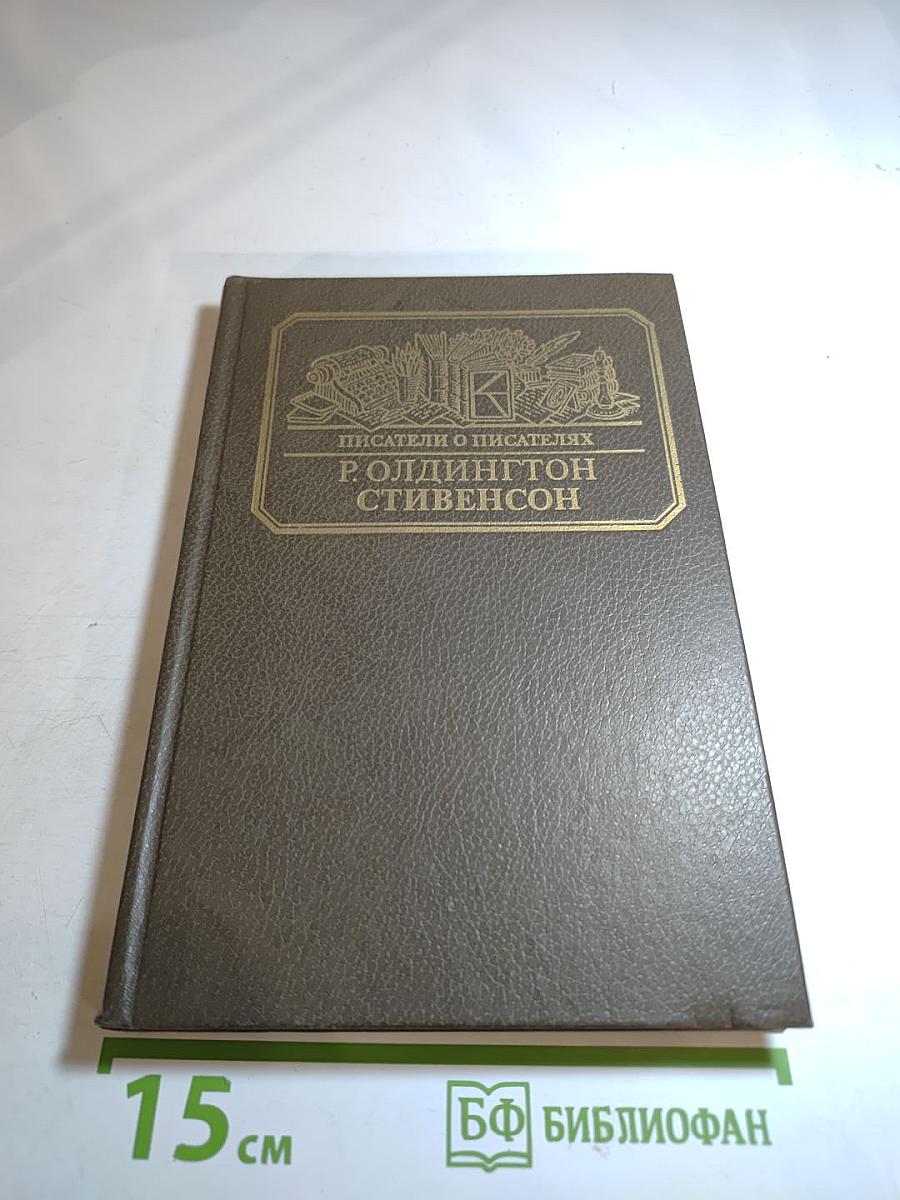 ПИСАТЕЛИ О ПИСАТЕЛЯХ
Р. ОЛДИНГТОН
СТИВЕНСОН
15 см
БФ БИБЛИОФАН